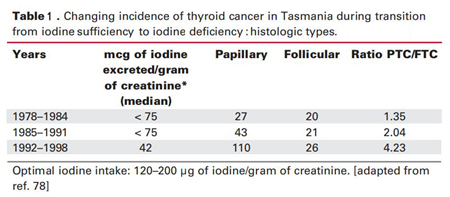 Table 1. Changing incidence of thyroid cancer in Tasmania during transition
from iodine sufficiency to iodine deficiency: histologic types.
Years mcg of iodine Papillary Follicular Ratio PTC/FTC
excreted/gram
of creatinine*
(median)
1978–1984 < 75 27 20 1.35
1985–1991 < 75 43 21 2.04
1992–1998 42 110 26 4.23
Optimal iodine intake: 120–200 μg of iodine/gram of creatinine. [adapted from
ref. 78]